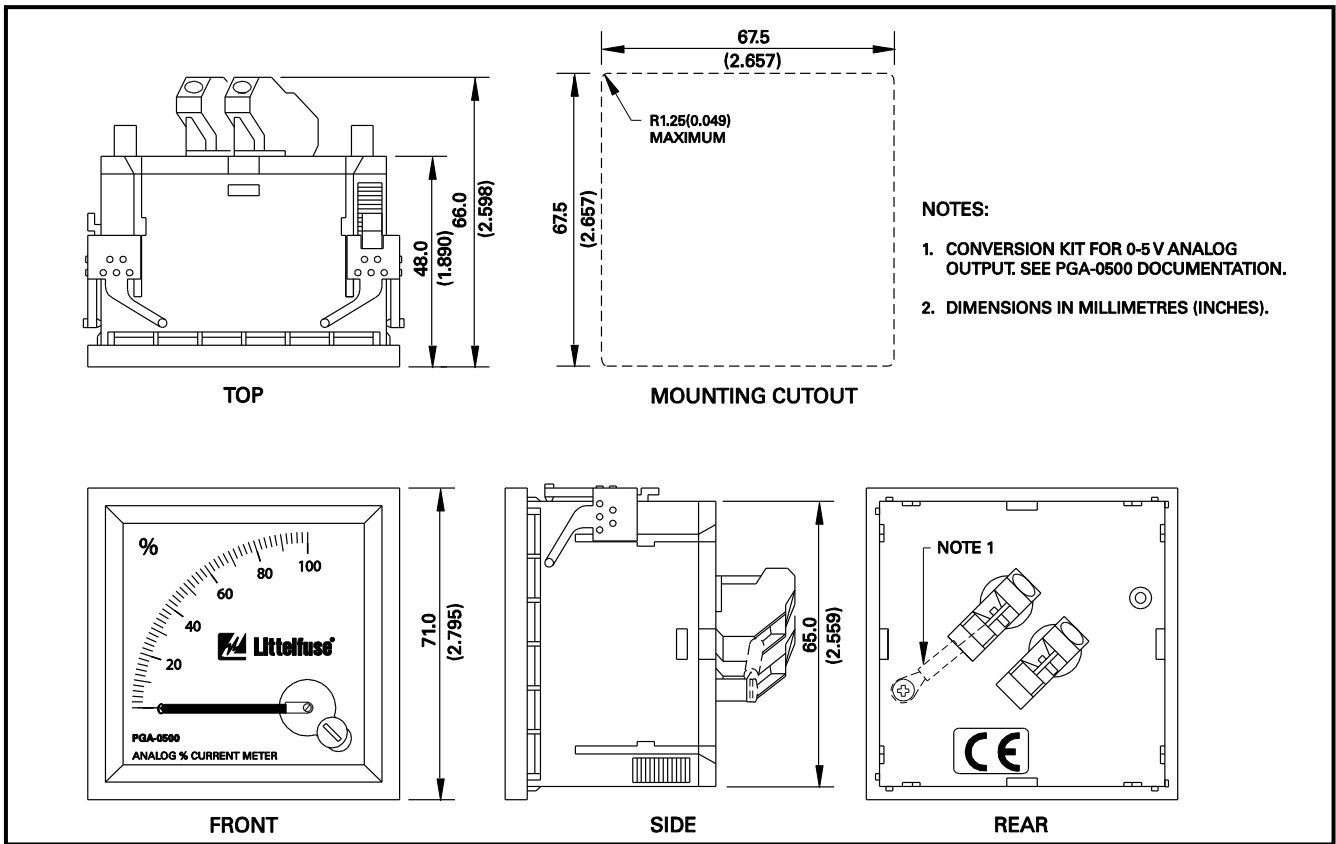 67.5
(2.657)
R1.25(0.049)
MAXIMUM
67.5
(2.657)
66.0
(2.598)
48.0
(1.890)
NOTES:
1. CONVERSION KIT FOR 0-5 V ANALOG
OUTPUT. SEE PGA-0500 DOCUMENTATION.
2. DIMENSIONS IN MILLIMETRES (INCHES).
TOP
MOUNTING CUTOUT
%
100
80
60
40
20
Littelfuse®
PGA-0500
ANALOG % CURRENT METER
71.0
(2.795)
65.0
(2.559)
NOTE 1
CE
FRONT
SIDE
REAR